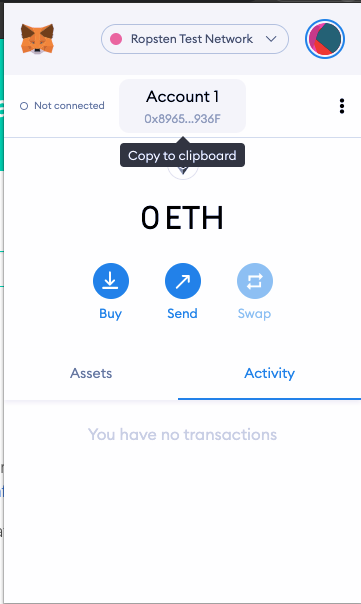 Ropsten Test Network
Not connected
Account 1
0x8965...936F
Copy to clipboard
0 ETH
Buy
Send
Swap
Assets
Activity
You have no transactions